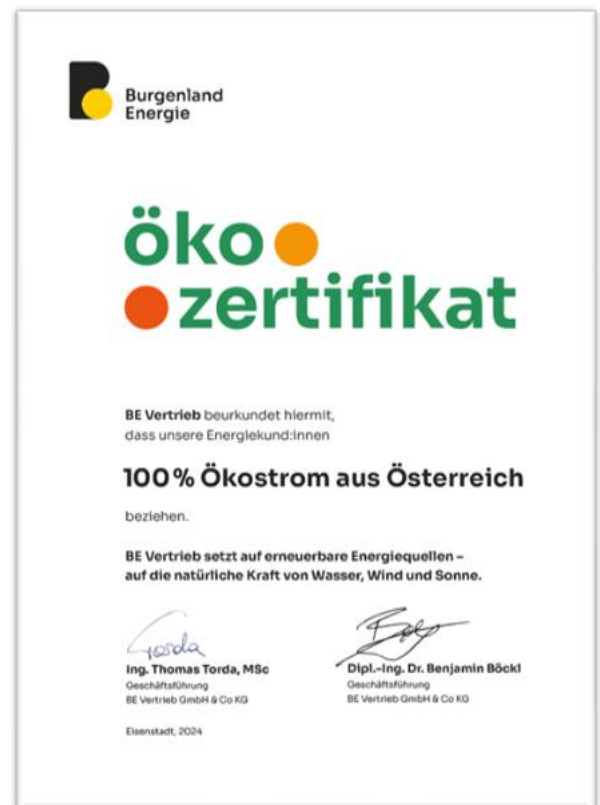 Burgenland
Energie
öko
zertifikat
BE Vertrieb beurkundet hiermit,
dass unsere Energiekund:innen
100% Ökostrom aus Österreich
beziehen.
BE Vertrieb setzt auf erneuerbare Energiequellen –
auf die natürliche Kraft von Wasser, Wind und Sonne.
Torda
Ing. Thomas Torda, MSc
Geschäftsführung
BE Vertrieb GmbH & Co KG
Dipl.-Ing. Dr. Benjamin Böckl
Geschäftsführung
BE Vertrieb GmbH & Co KG
Eisenstadt, 2024